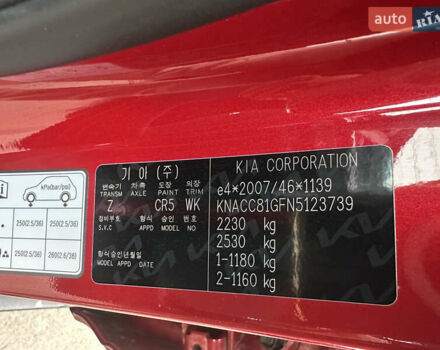 auto RIA
kPa(bar/psi)
250(2.5/36) 250(2.5/36)
250(2.5/36) 260(2.6/38)
기아 (주)
변속기 차축 도장 의장
TRANSM AXLE PAINT TRIM
Z CR5 WK
정비부호 형식 승인 번호
S.V.C MODEL APPD NO.
형식승인년월일
MODEL APPD DATE
KIA CORPORATION
e4*2007/46*1139
KNACC81GFN5123739
2230 kg
2530 kg
1-1180 kg
2-1160 kg